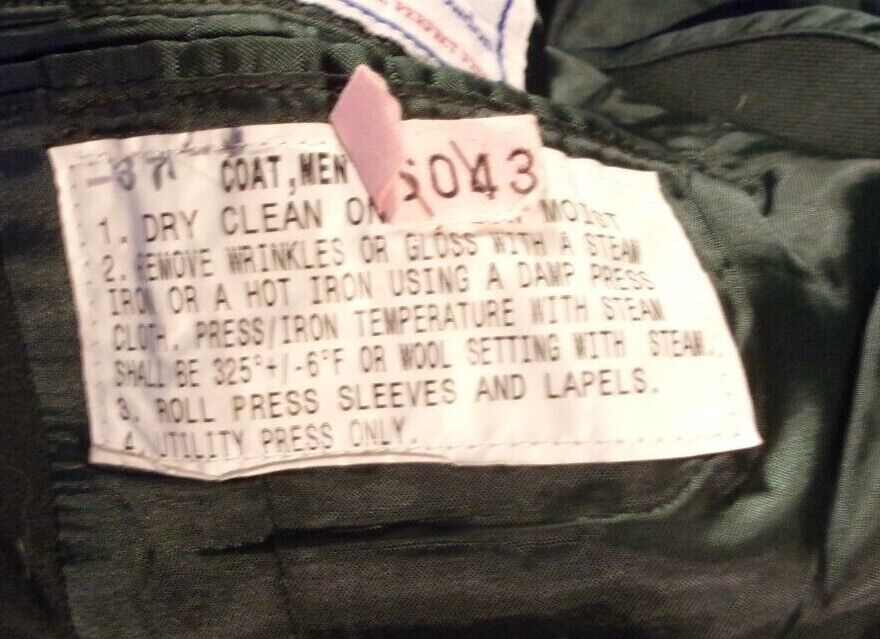 COAT, MEN
5043
1. DRY CLEAN MOIST
2. REMOVE WRINKLES OR GLOSS WITH A STEAM
IRON OR A HOT IRON USING A DAMP PRESS
CLOTH. PRESS/IRON TEMPERATURE WITH STEAM
SHALL BE 325°+/-6°F OR WOOL SETTING WITH STEAM.
3. ROLL PRESS SLEEVES AND LAPELS.
4. UTILITY PRESS ONLY.